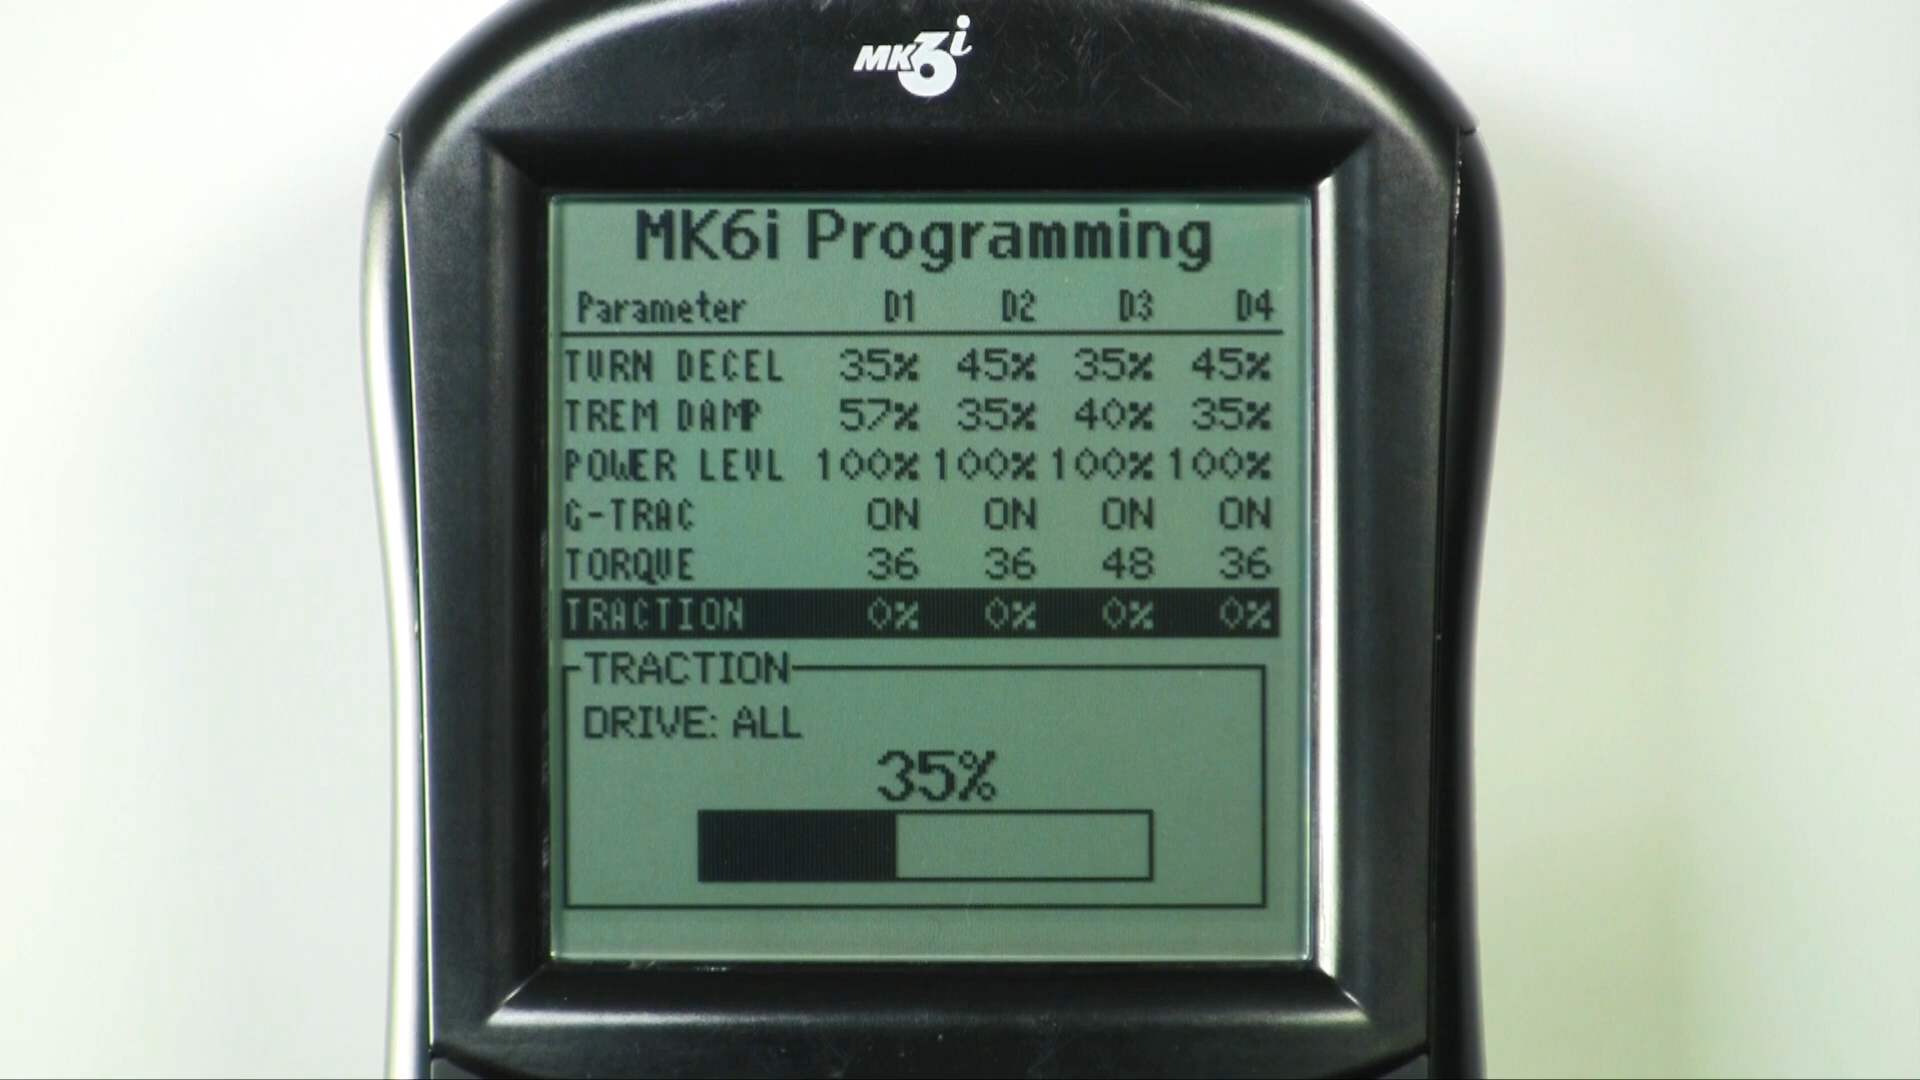 MK6i
MK6i Programming
Parameter D1 D2 D3 D4
TURN DECEL 35% 45% 35% 45%
TREM DAMP 57% 35% 40% 35%
POWER LEVL 100% 100% 100% 100%
G-TRAC ON ON ON ON
TORQUE 36 36 48 36
TRACTION 0% 0% 0% 0%
TRACTION
DRIVE: ALL
35%